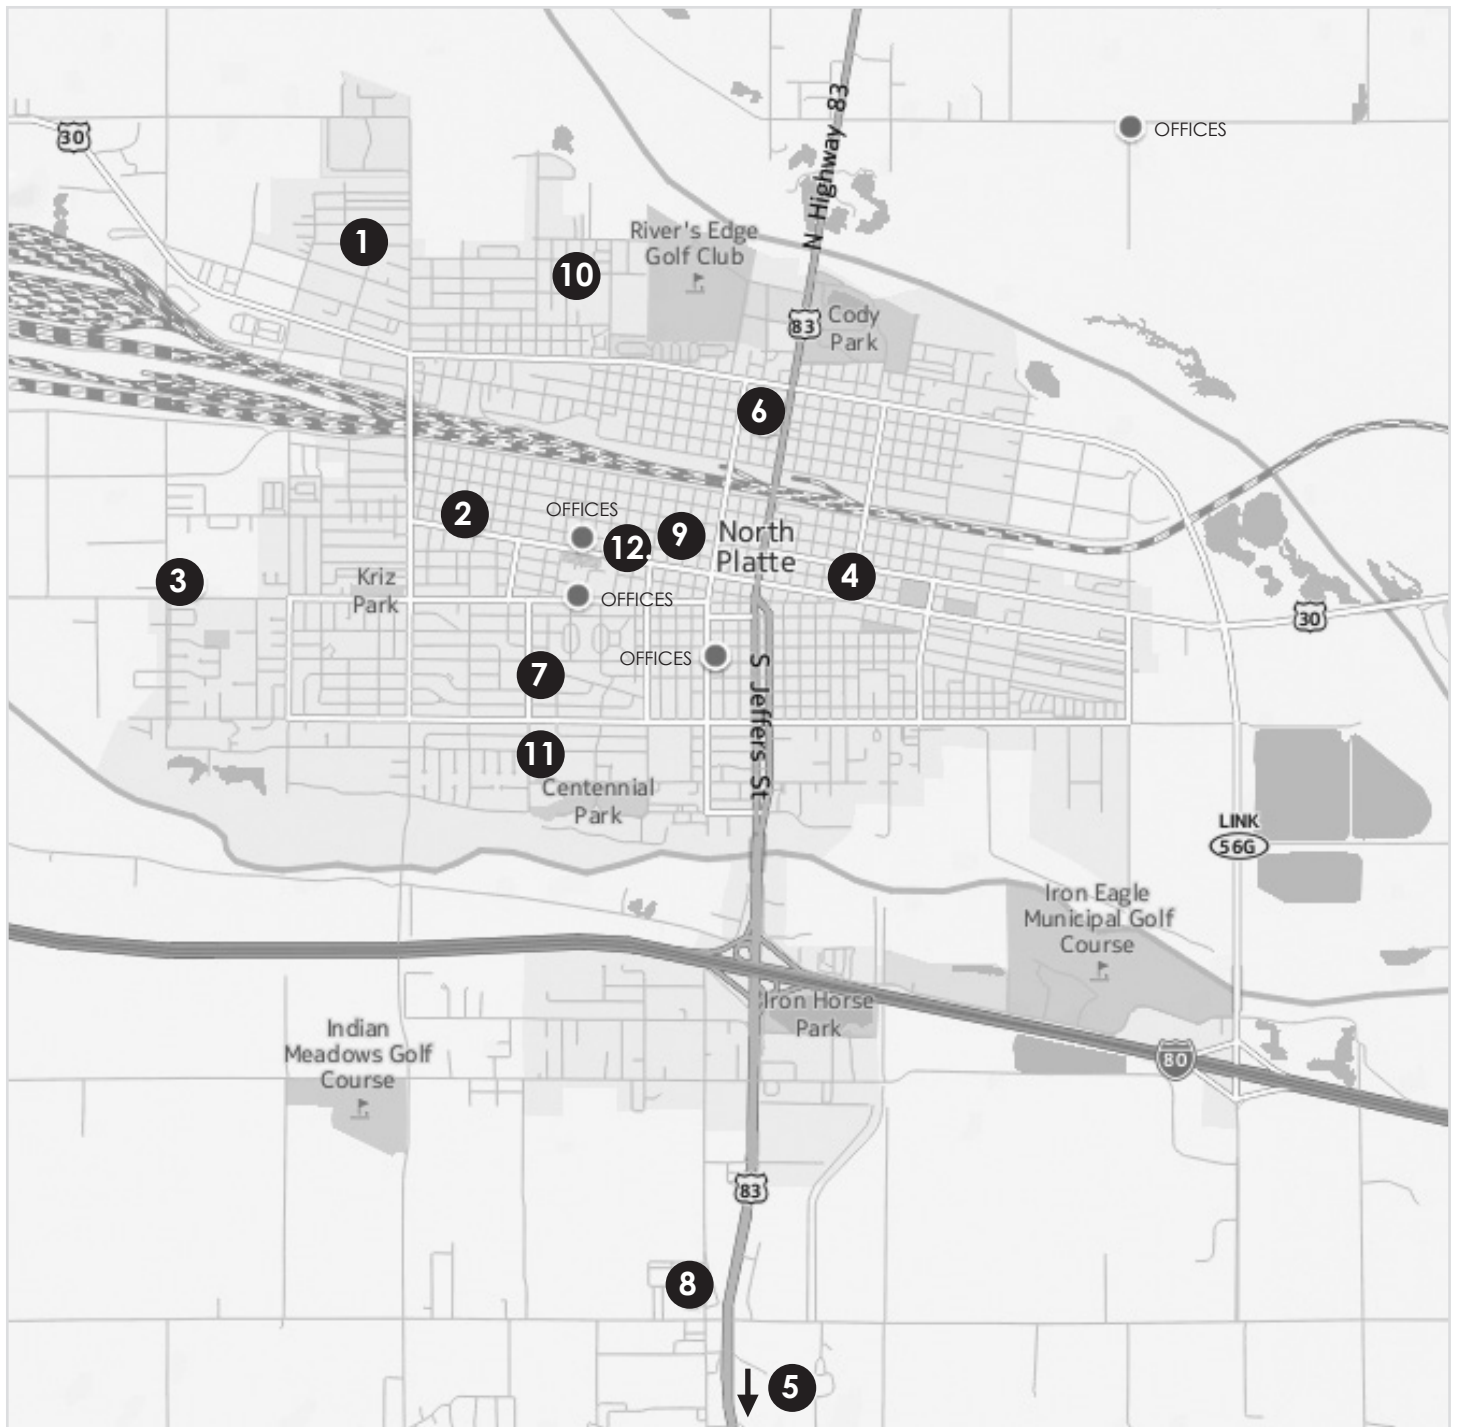 N Highway 83
OFFICES
30
1
River's Edge
Golf Club
10
83
Cody
Park
6
2
OFFICES
12
9
North
Platte
3
Kriz
Park
4
OFFICES
30
OFFICES
7
S Jeffers St
11
Centennial
Park
LINK
56G
Iron Eagle
Municipal Golf
Course
Iron Horse
Park
Indian
Meadows Golf
Course
80
83
8
5